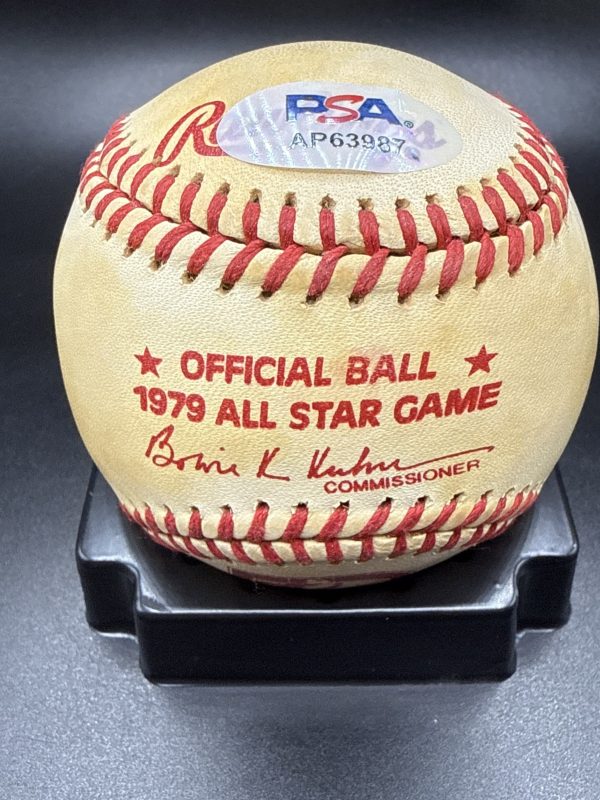 PSA®
AP63987
★ OFFICIAL BALL ★
1979 ALL STAR GAME
Bowie K Kuhn
COMMISSIONER